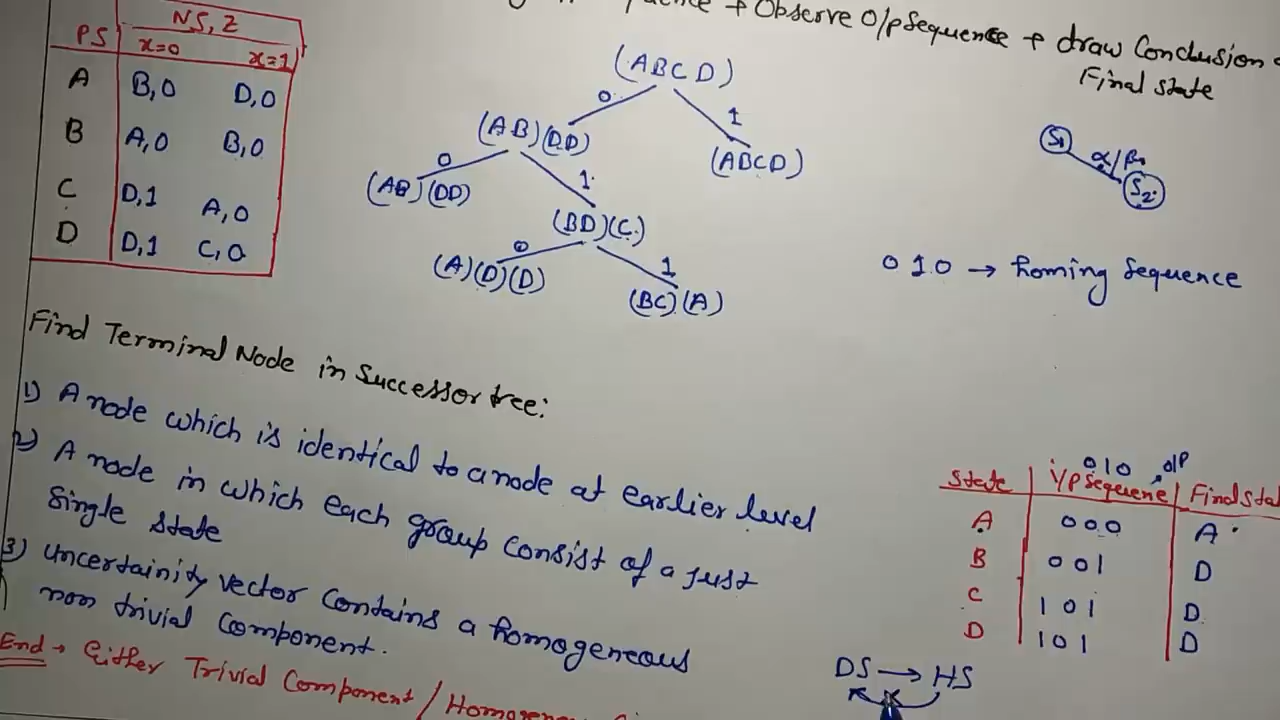 + Observe O/p Sequence + draw Conclusion
Final state
PS NS, Z
x=0 x=1
A B,0 D,0
B A,0 B,0
C D,1 A,0
D D,1 C,0
(ABCD)
0 1
(AB)(DD) (ABCD)
0 1
(AB)(DD) (BD)(C)
0 1
(A)(D)(D) (BC)(A)
S1 α/β S2
0 1 0 → homing Sequence
Find Terminal Node in Successor tree:
1) A node which is identical to a node at earlier level
2) A node in which each group consist of a just
Single state
3) Uncertainity vector contains a homogeneous
non trivial Component.
End → Either Trivial Component /
010 O/P
State i/p sequence Final
A 000 A
B 001 D
C 101 D
D 101 D
DS → HS